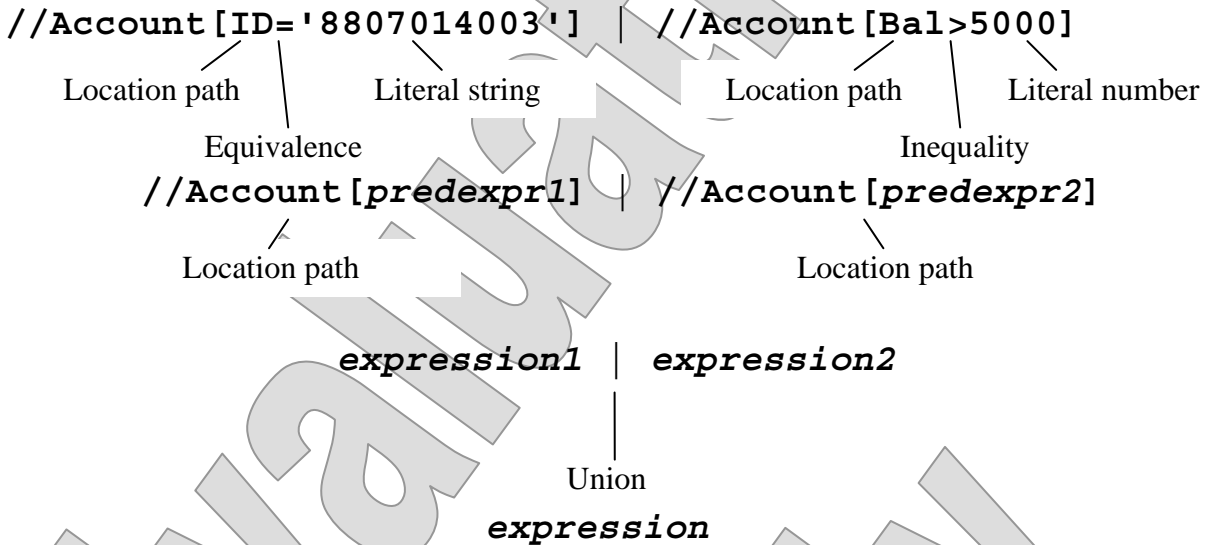 //Account[ID='8807014003'] | //Account[Bal>5000]
Location path Literal string Location path Literal number
Equivalence Inequality
//Account[predexpr1] | //Account[predexpr2]
Location path Location path
expression1 | expression2
Union
expression